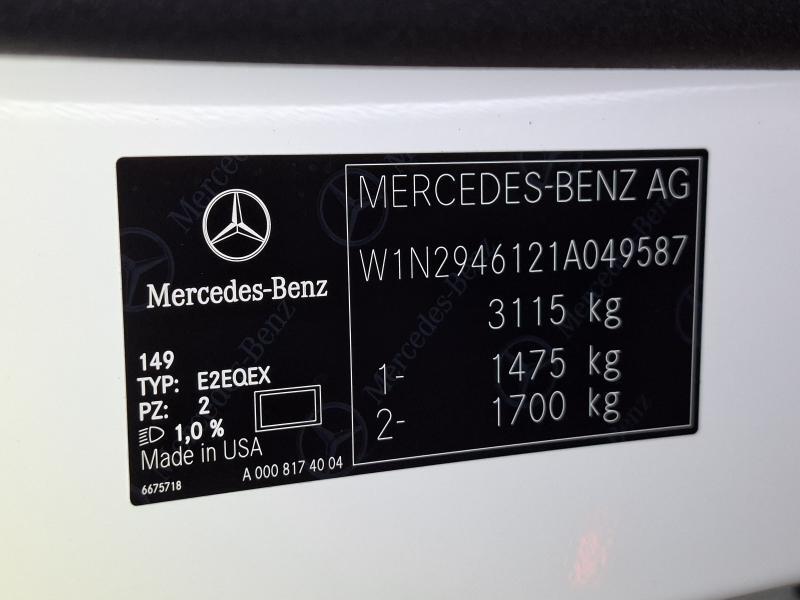 Mercedes-Benz
149
TYP: E2EQEX
PZ: 2
1,0 %
Made in USA
6675718
A 000 817 40 04
MERCEDES-BENZ AG
W1N2946121A049587
3115 kg
1- 1475 kg
2- 1700 kg